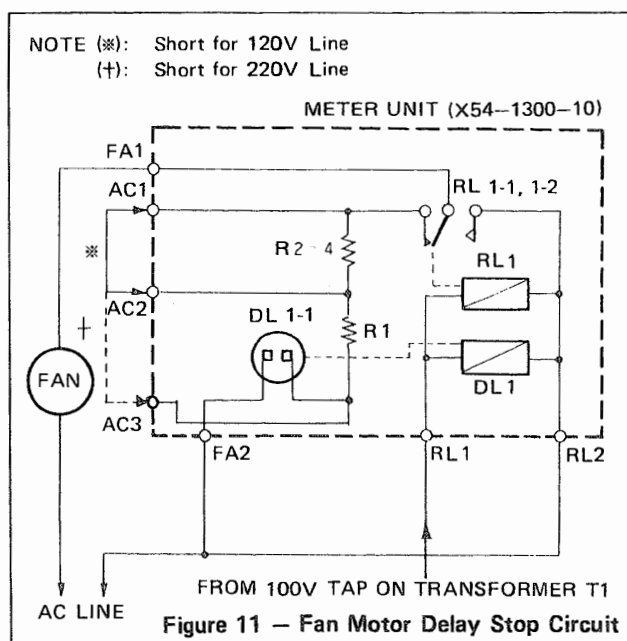 NOTE (※): Short for 120V Line
(†): Short for 220V Line
METER UNIT (X54-1300-10)
FA1
AC1
RL 1-1, 1-2
※
R2-4
RL1
AC2
DL 1-1
R1
†
FAN
DL1
AC3
FA2
RL1
RL2
FROM 100V TAP ON TRANSFORMER T1
AC LINE
Figure 11 — Fan Motor Delay Stop Circuit